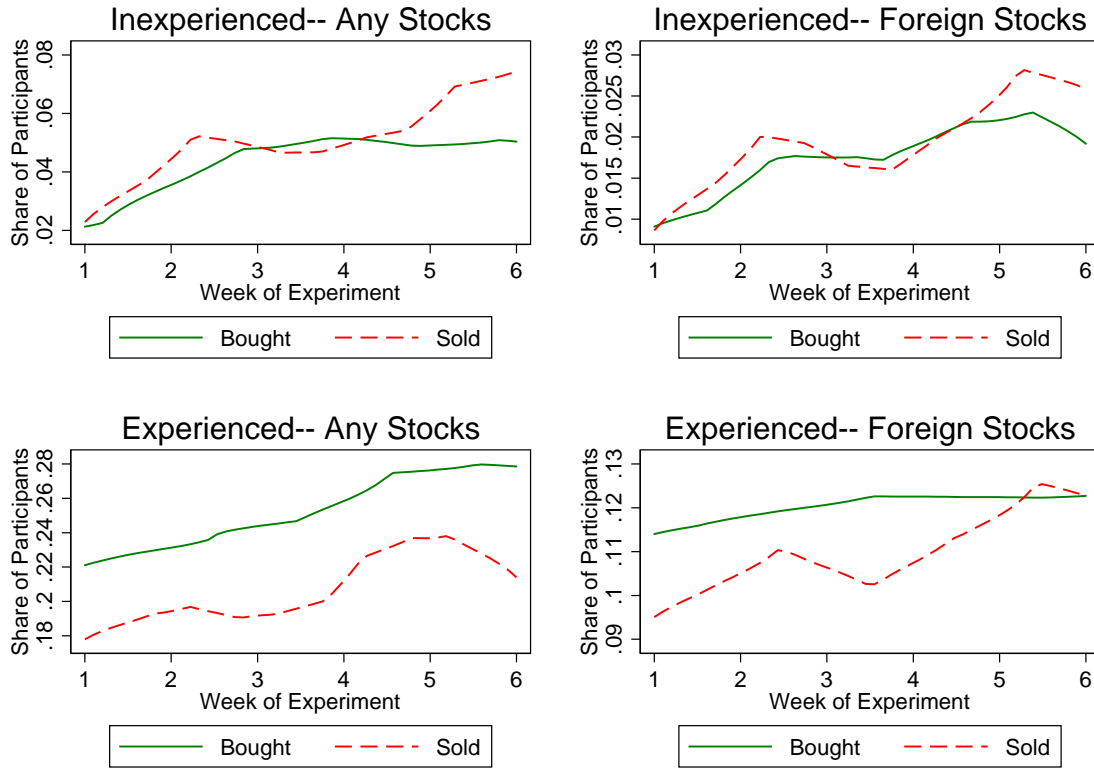 Inexperienced-- Any Stocks
Share of Participants
.02 .04 .06 .08
1 2 3 4 5 6
Week of Experiment
Bought Sold
Inexperienced-- Foreign Stocks
Share of Participants
.01 .015 .02 .025 .03
1 2 3 4 5 6
Week of Experiment
Bought Sold
Experienced-- Any Stocks
Share of Participants
.18 .2 .22 .24 .26 .28
1 2 3 4 5 6
Week of Experiment
Bought Sold
Experienced-- Foreign Stocks
Share of Participants
.09 .1 .11 .12 .13
1 2 3 4 5 6
Week of Experiment
Bought Sold